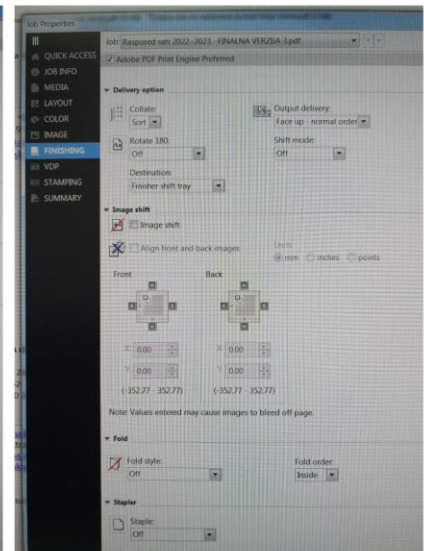 Job Properties
Job: Raspored sati 2022.-2023. -FINALNA VERZIJA 3.pdf
Adobe PDF Print Engine Preferred
QUICK ACCESS
JOB INFO
MEDIA
LAYOUT
COLOR
IMAGE
FINISHING
VDP
STAMPING
SUMMARY
Delivery option
Collate: Output delivery:
Sort Face up - normal order
Rotate 180: Shift mode:
Off Off
Destination:
Finisher shift tray
Image shift
Image shift
Align front and back images Units:
mm inches points
Front Back
X: 0.00 X: 0.00
Y: 0.00 Y: 0.00
(-352.77 - 352.77) (-352.77 - 352.77)
Note: Values entered may cause images to bleed off page.
Fold
Fold style: Fold order:
Off Inside
Stapler
Staple:
Off